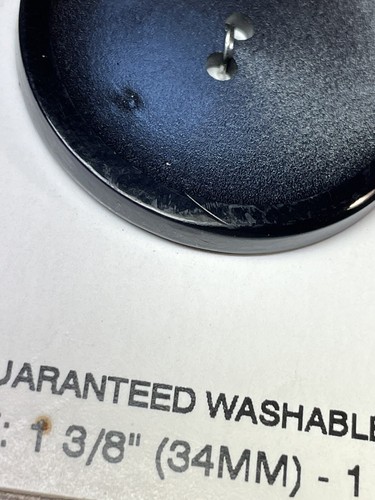 UARANTEED WASHABLE
: 1 3/8" (34MM) - 1